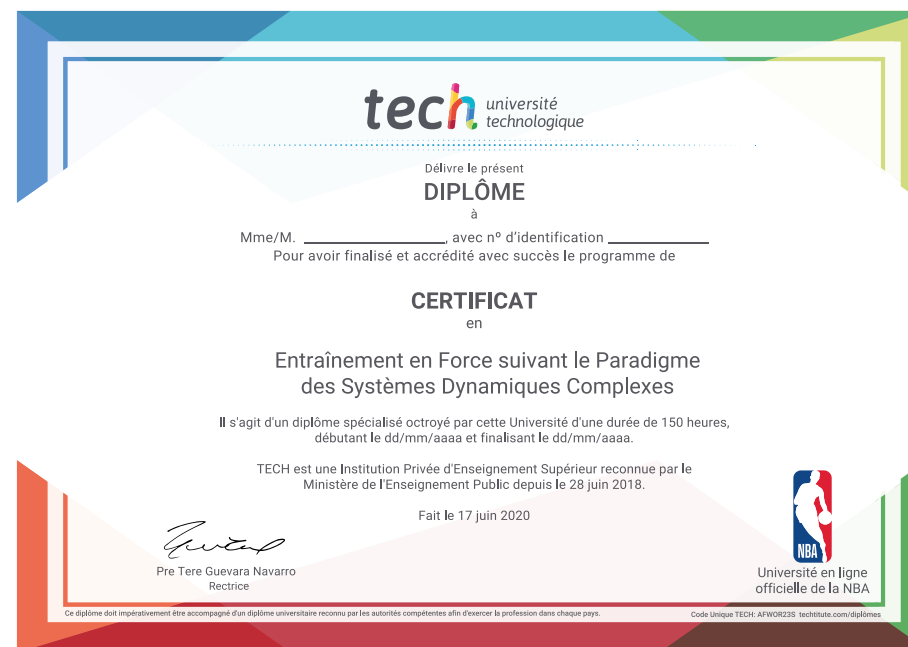 tech université
technologique
Délivre le présent
DIPLÔME
à
Mme/M. ____________________, avec nº d'identification ______________
Pour avoir finalisé et accrédité avec succès le programme de
CERTIFICAT
en
Entraînement en Force suivant le Paradigme
des Systèmes Dynamiques Complexes
Il s'agit d'un diplôme spécialisé octroyé par cette Université d'une durée de 150 heures,
débutant le dd/mm/aaaa et finalisant le dd/mm/aaaa.
TECH est une Institution Privée d'Enseignement Supérieur reconnue par le
Ministère de l'Enseignement Public depuis le 28 juin 2018.
Fait le 17 juin 2020
Pre Tere Guevara Navarro
Rectrice
NBA
Université en ligne
officielle de la NBA
Ce diplôme doit impérativement être accompagné d'un diplôme universitaire reconnu par les autorités compétentes afin d'exercer la profession dans chaque pays.
Code Unique TECH: AFWOR23S techtitute.com/diplômes